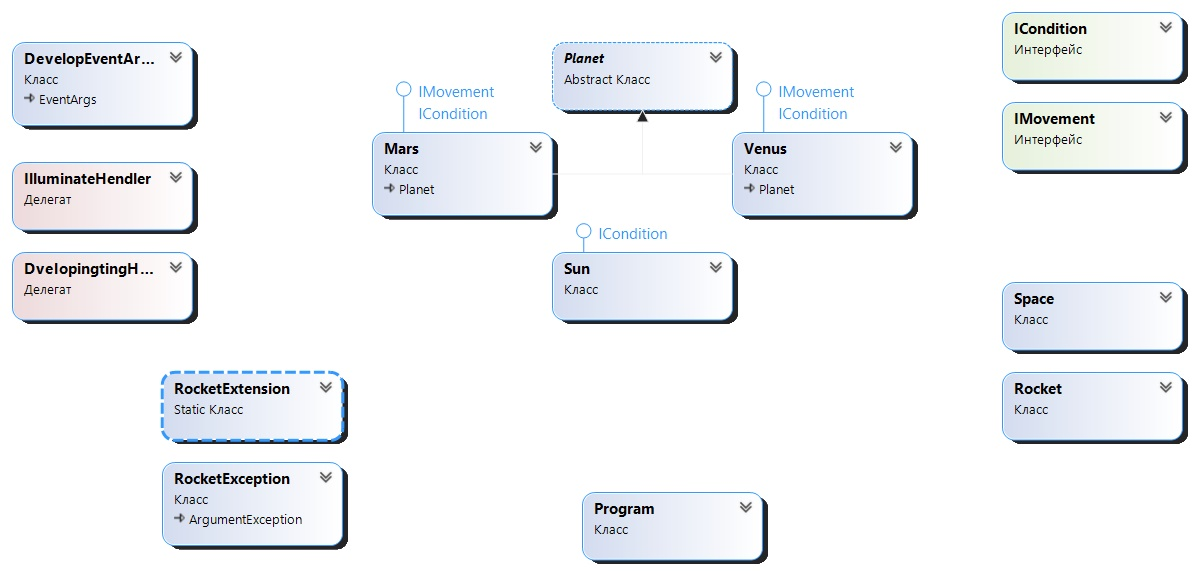 DevelopEventAr...
Класс
EventArgs
IlluminateHendler
Делегат
DvelopingtingH...
Делегат
RocketExtension
Static Класс
RocketException
Класс
ArgumentException
Planet
Abstract Класс
IMovement
ICondition
Mars
Класс
Planet
IMovement
ICondition
Venus
Класс
Planet
ICondition
Sun
Класс
Program
Класс
ICondition
Интерфейс
IMovement
Интерфейс
Space
Класс
Rocket
Класс